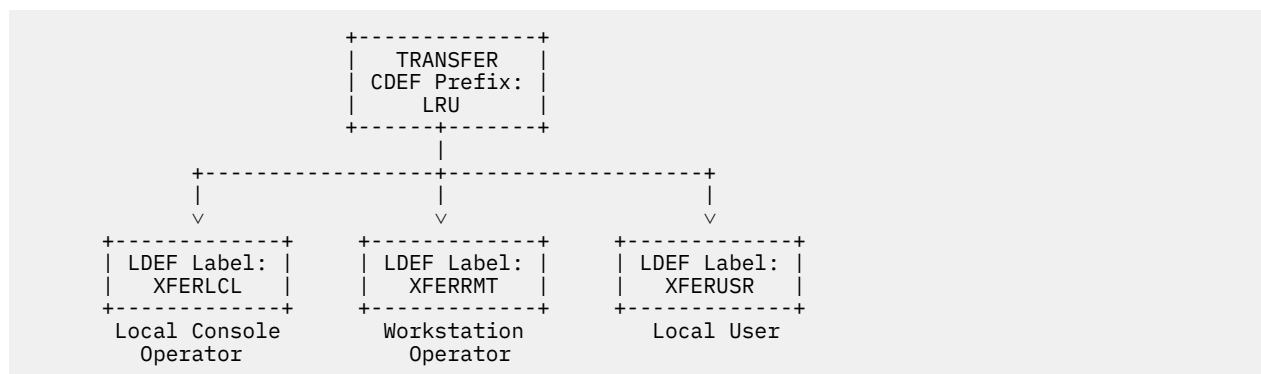 TRANSFER
CDEF Prefix:
LRU
LDEF Label: LDEF Label: LDEF Label:
XFERLCL XFERRMT XFERUSR
Local Console Workstation Local User
Operator Operator